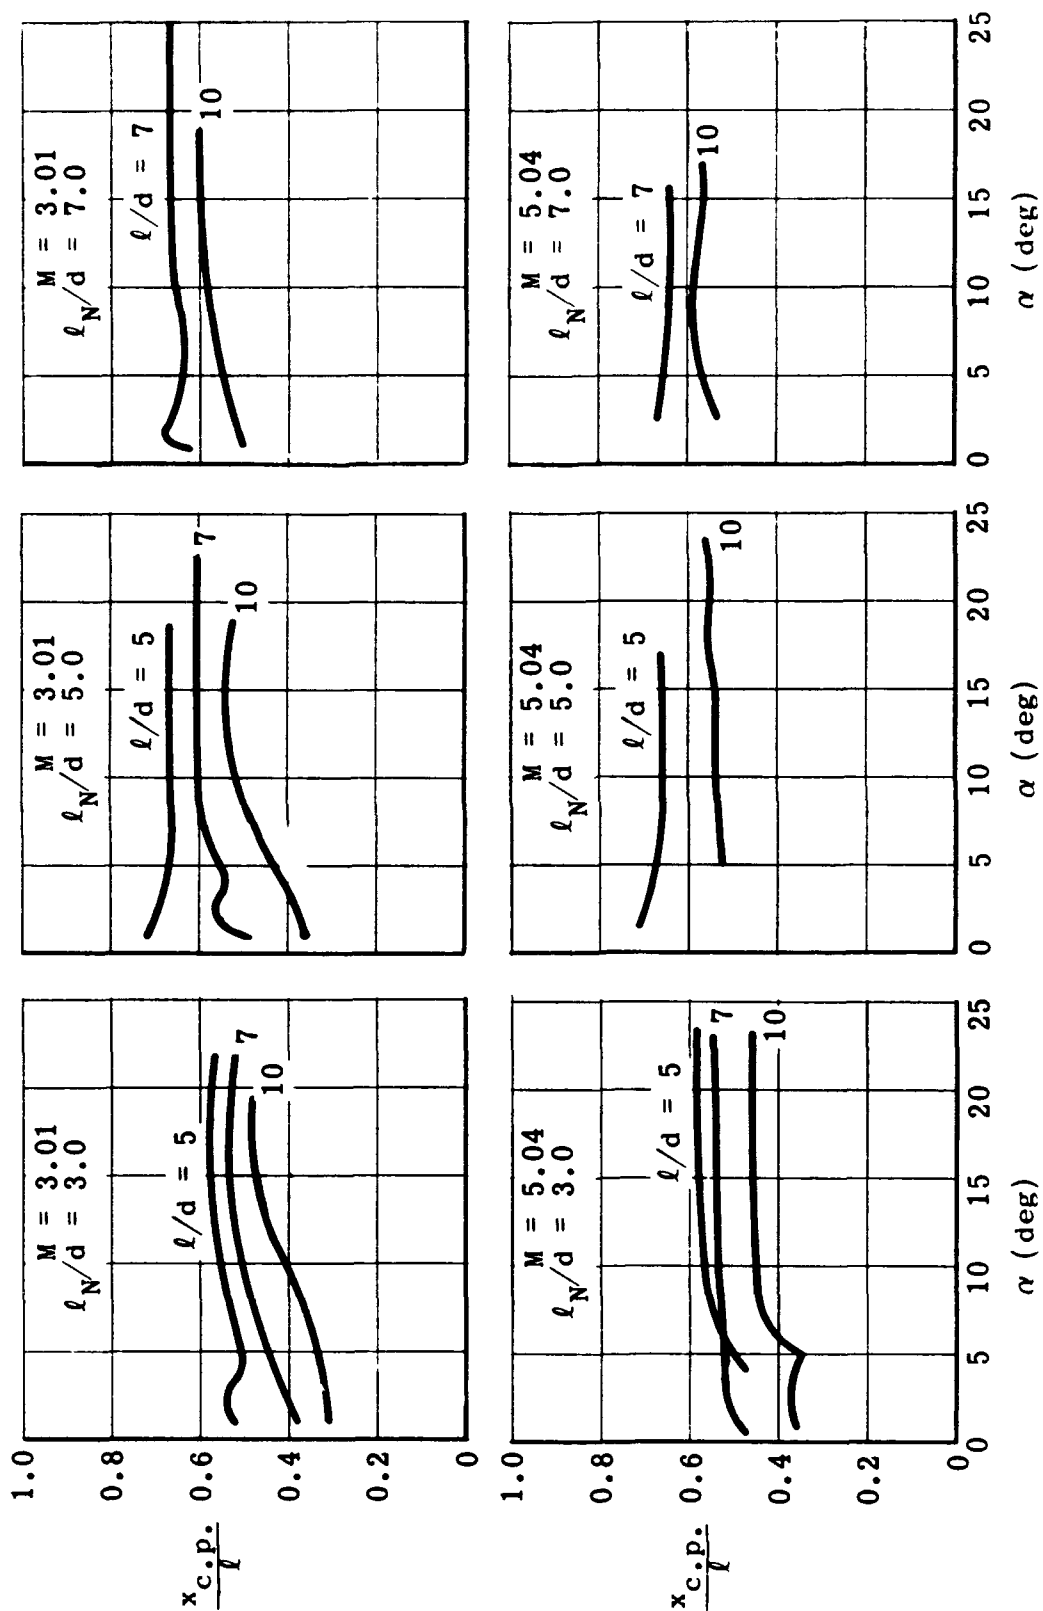 M = 3.01
ℓN/d = 3.0
ℓ/d = 5
7
10
1.0
0.8
0.6
0.4
0.2
0
xc.p.
ℓ
M = 3.01
ℓN/d = 5.0
ℓ/d = 5
7
10
M = 3.01
ℓN/d = 7.0
ℓ/d = 7
10
M = 5.04
ℓN/d = 3.0
ℓ/d = 5
7
10
1.0
0.8
0.6
0.4
0.2
0
xc.p.
ℓ
0 5 10 15 20 25
α (deg)
M = 5.04
ℓN/d = 5.0
ℓ/d = 5
10
0 5 10 15 20 25
α (deg)
M = 5.04
ℓN/d = 7.0
ℓ/d = 7
10
0 5 10 15 20 25
α (deg)